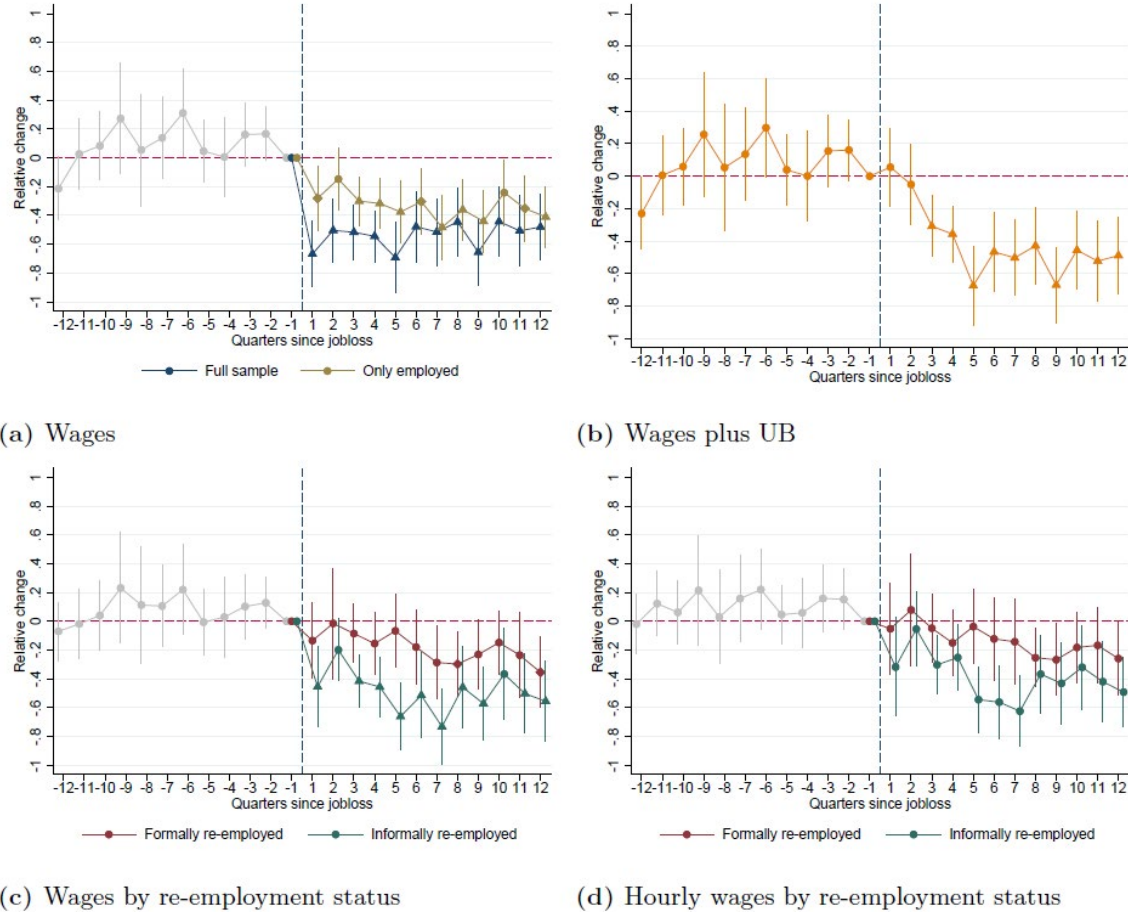 1
.8
.6
.4
.2
0
-.2
-.4
-.6
-.8
-1
Relative change
-12 -11 -10 -9 -8 -7 -6 -5 -4 -3 -2 -1 1 2 3 4 5 6 7 8 9 10 11 12
Quarters since jobloss
Full sample Only employed
(a) Wages
1
.8
.6
.4
.2
0
-.2
-.4
-.6
-.8
-1
Relative change
-12 -11 -10 -9 -8 -7 -6 -5 -4 -3 -2 -1 1 2 3 4 5 6 7 8 9 10 11 12
Quarters since jobloss
(b) Wages plus UB
1
.8
.6
.4
.2
0
-.2
-.4
-.6
-.8
-1
Relative change
-12 -11 -10 -9 -8 -7 -6 -5 -4 -3 -2 -1 1 2 3 4 5 6 7 8 9 10 11 12
Quarters since jobloss
Formally re-employed Informally re-employed
(c) Wages by re-employment status
1
.8
.6
.4
.2
0
-.2
-.4
-.6
-.8
-1
Relative change
-12 -11 -10 -9 -8 -7 -6 -5 -4 -3 -2 -1 1 2 3 4 5 6 7 8 9 10 11 12
Quarters since jobloss
Formally re-employed Informally re-employed
(d) Hourly wages by re-employment status